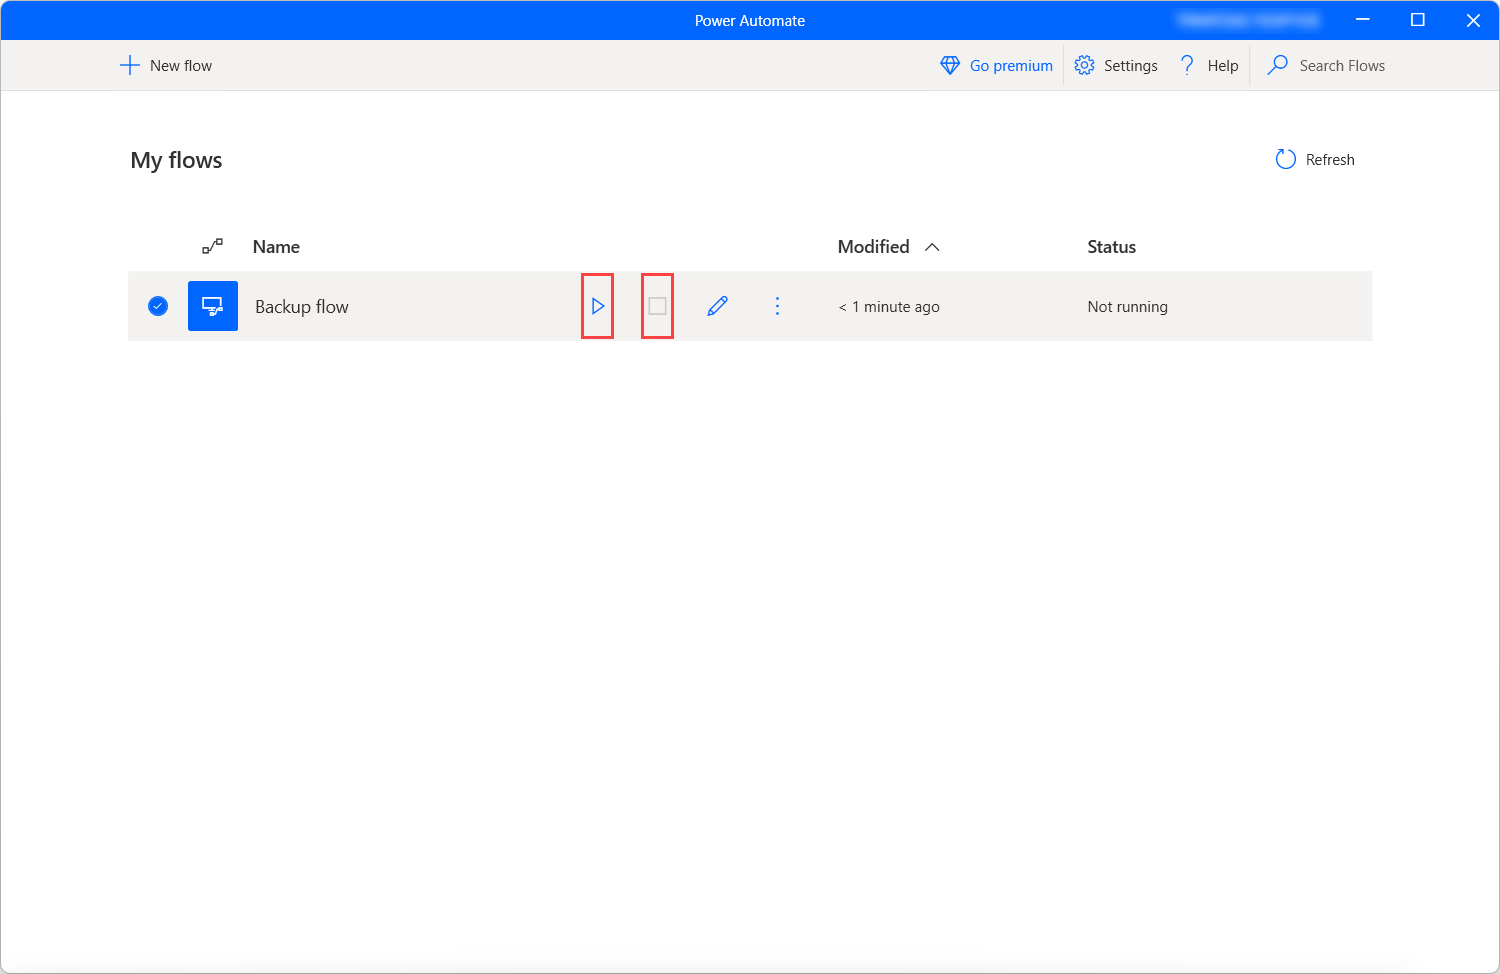 Power Automate
New flow
Go premium
Settings
Help
Search Flows
My flows
Refresh
Name
Modified
Status
Backup flow
< 1 minute ago
Not running